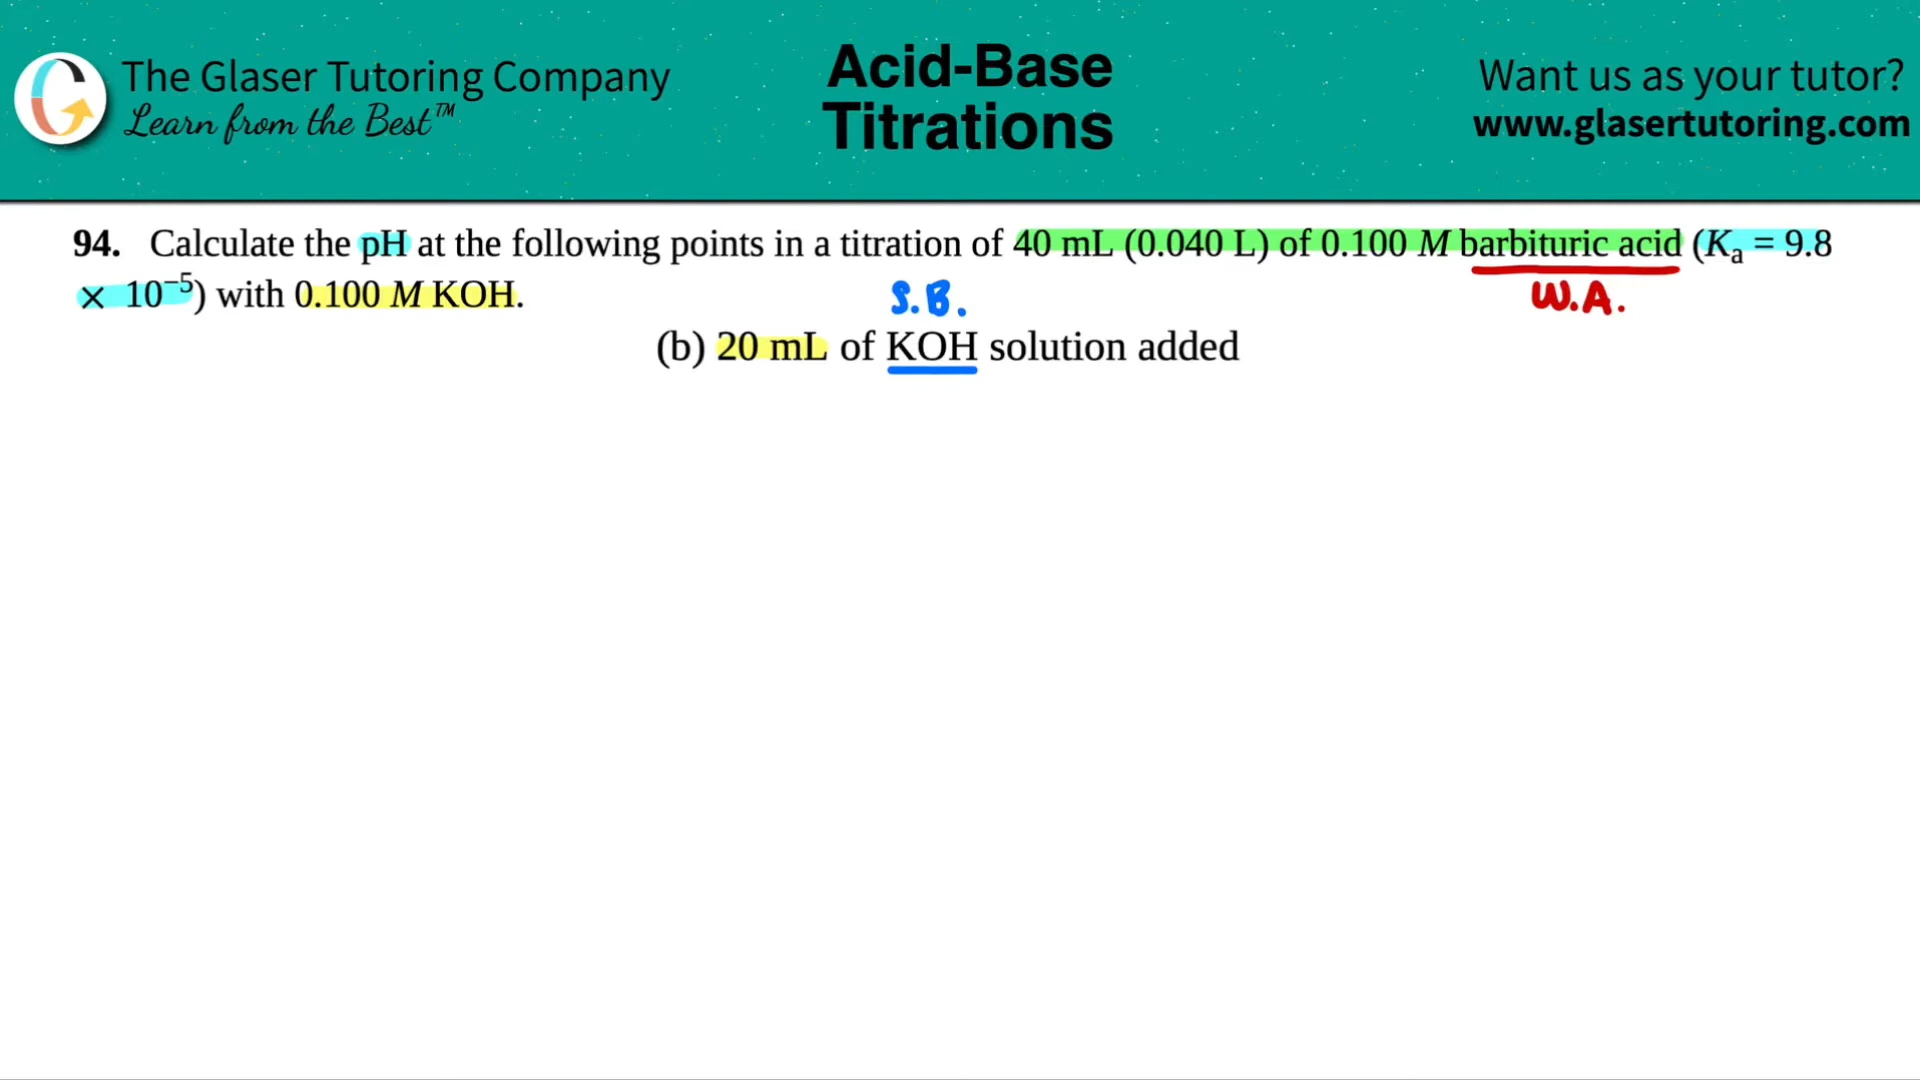 The Glaser Tutoring Company
Learn from the Best™
Acid-Base
Titrations
Want us as your tutor?
www.glasertutoring.com
94. Calculate the pH at the following points in a titration of 40 mL (0.040 L) of 0.100 M barbituric acid (Kₐ = 9.8
× 10⁻⁵) with 0.100 M KOH.
S.B.
W.A.
(b) 20 mL of KOH solution added